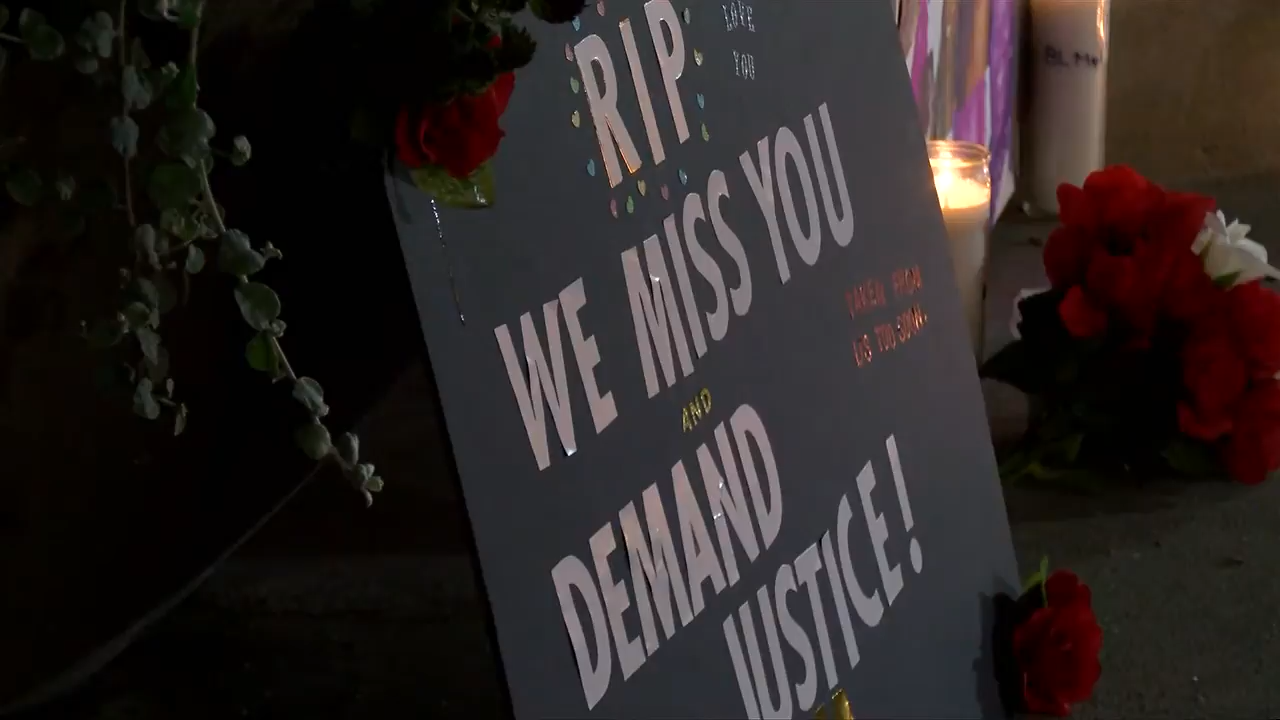 LOVE
YOU
RIP
WE MISS YOU
TAKEN FROM
US TOO SOON.
AND
DEMAND
JUSTICE!